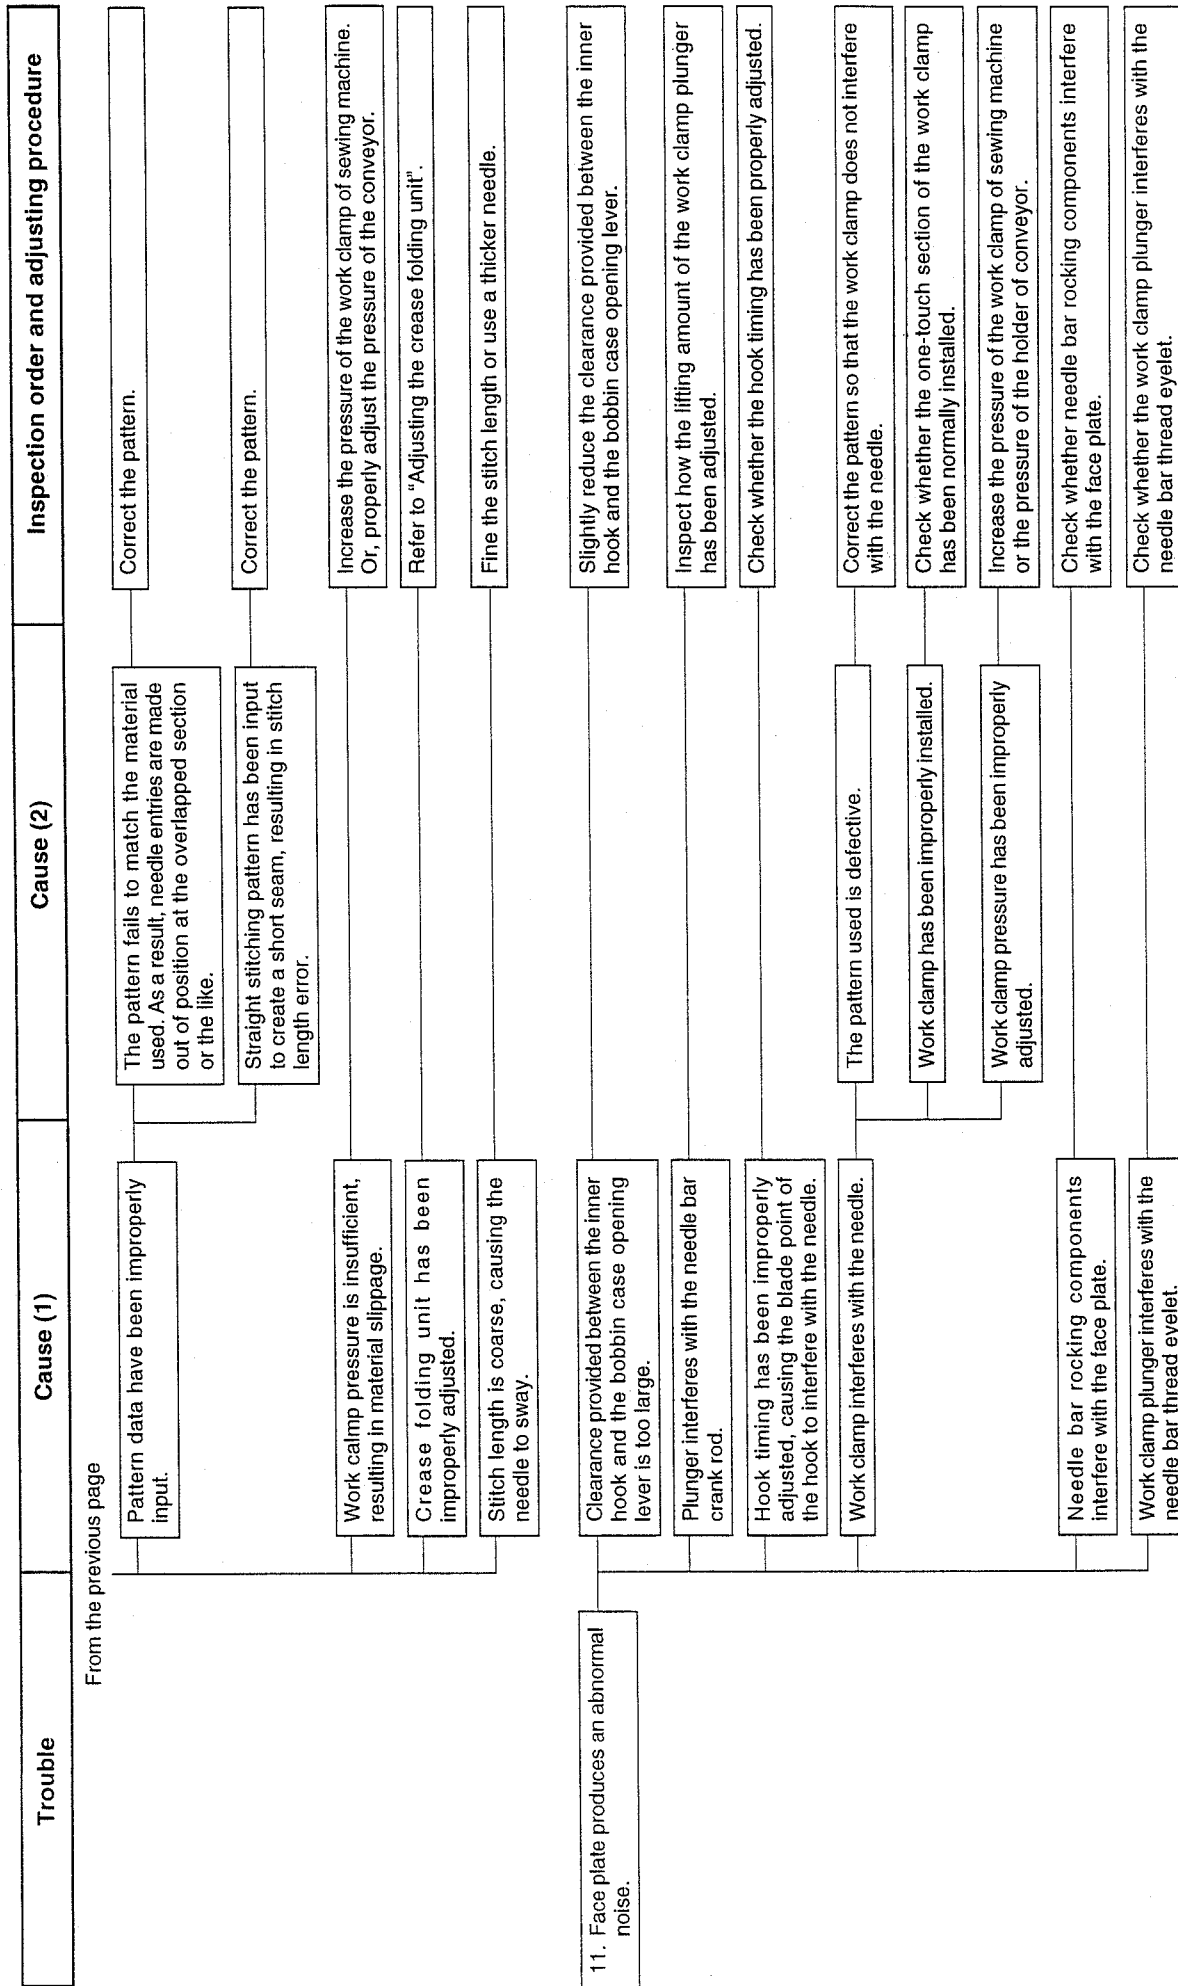 Trouble
Cause (1)
Cause (2)
Inspection order and adjusting procedure
From the previous page
Pattern data have been improperly
input.
The pattern fails to match the material
used. As a result, needle entries are made
out of position at the overlapped section
or the like.
Correct the pattern.
Straight stitching pattern has been input
to create a short seam, resulting in stitch
length error.
Correct the pattern.
Work calmp pressure is insufficient,
resulting in material slippage.
Increase the pressure of the work clamp of sewing machine.
Or, properly adjust the pressure of the conveyor.
Crease folding unit has been
improperly adjusted.
Refer to “Adjusting the crease folding unit”.
Stitch length is coarse, causing the
needle to sway.
Fine the stitch length or use a thicker needle.
11. Face plate produces an abnormal
noise.
Clearance provided between the inner
hook and the bobbin case opening
lever is too large.
Slightly reduce the clearance provided between the inner
hook and the bobbin case opening lever.
Plunger interferes with the needle bar
crank rod.
Inspect how the lifting amount of the work clamp plunger
has been adjusted.
Hook timing has been improperly
adjusted, causing the blade point of
the hook to interfere with the needle.
Check whether the hook timing has been properly adjusted.
Work clamp interferes with the needle.
The pattern used is defective.
Correct the pattern so that the work clamp does not interfere
with the needle.
Work clamp has been improperly installed.
Check whether the one-touch section of the work clamp
has been normally installed.
Work clamp pressure has been improperly
adjusted.
Increase the pressure of the work clamp of sewing machine
or the pressure of the holder of conveyor.
Needle bar rocking components
interfere with the face plate.
Check whether needle bar rocking components interfere
with the face plate.
Work clamp plunger interferes with the
needle bar thread eyelet.
Check whether the work clamp plunger interferes with the
needle bar thread eyelet.